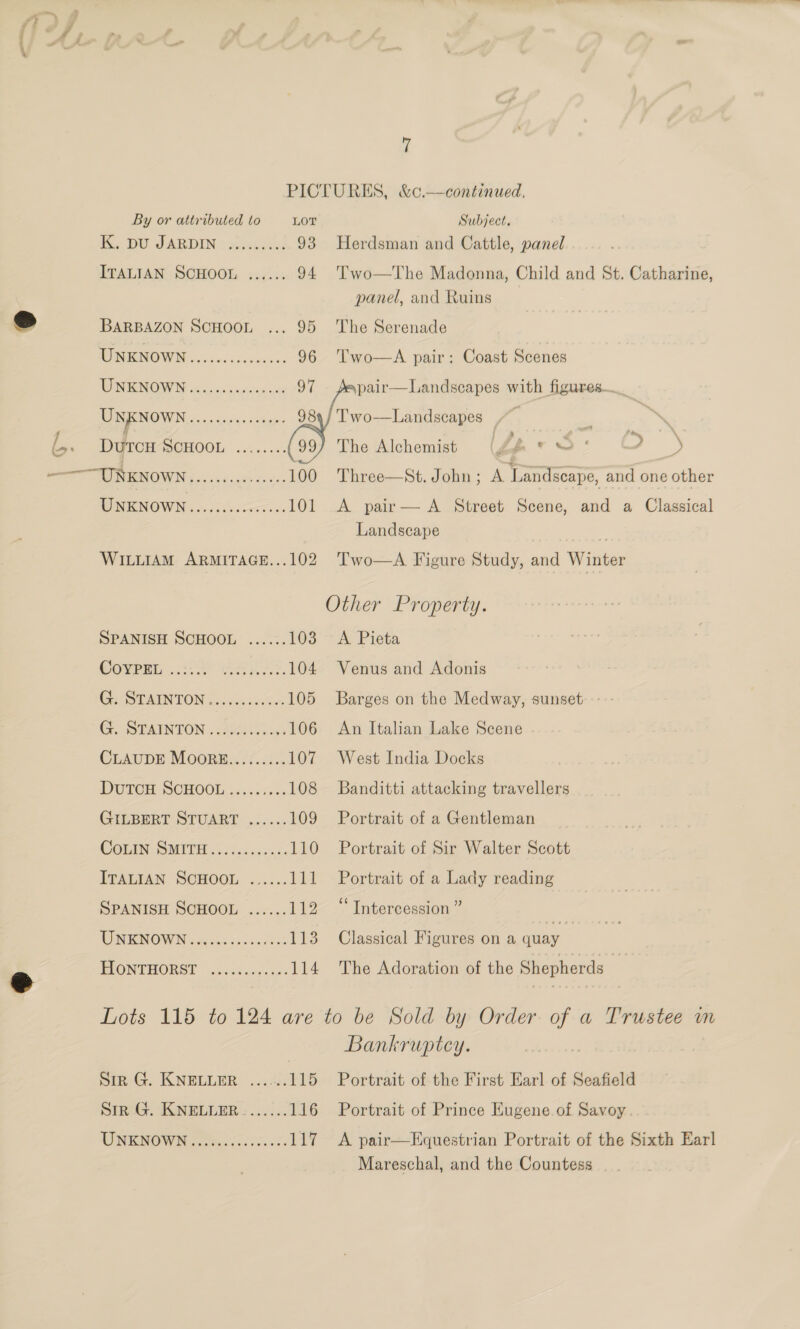 7
PICTURES, &c.—continued.
By or attributed to LOT Subject.
K. DU JARDIN ......... 93 Herdsman and Cattle, panel
ITALIAN SCHOOL ...... 94 Two—The Madonna, Child and St. Catharine,
panel, and Ruins
BARBAZON SCHOOL ... 95 The Serenade
UNKNOWN............... 96 Two—A pair: Coast Scenes
UNKNOWN............... 97 A pair—Landscapes with figures
UNKNOWN............... 98 Two—Landscapes
DUTCH SCHOOL ........ 99 The Alchemist
UNKNOWN...............100 Three—St. John; A Landscape, and one other
UNKNOWN...............101 A pair — A Street Scene, and a Classical
Landscape
WILLIAM ARMITAGE...102 Two—A Figure Study, and Winter
Other Property.
SPANISH SCHOOL ......103 A Pieta
COYPEL ..................104 Venus and Adonis
G. STAINTON............105 Barges on the Medway, sunset
G. STAINTON............106 An Italian Lake Scene
CLAUDE MOORE.........107 West India Docks
DUTCH SCHOOL.........108 Banditti attacking travellers
GILBERT STUART ......109 Portrait of a Gentleman
COLIN SMITH............110 Portrait of Sir Walter Scott
ITALIAN SCHOOL ......111 Portrait of a Lady reading
SPANISH SCHOOL ......112 “Intercession”
UNKNOWN...............113 Classical Figures on a quay
HONTHORST ............114 The Adoration of the Shepherds
Lots 115 to 124 are to be Sold by Order of a Trustee in
Bankruptcy.
SIR G. KNELLER ......115 Portrait of the First Earl of Seafield
SIR G. KNELLER.......116 Portrait of Prince Eugene of Savoy
UNKNOWN...............117 A pair—Equestrian Portrait of the Sixth Earl
Mareschal, and the Countess